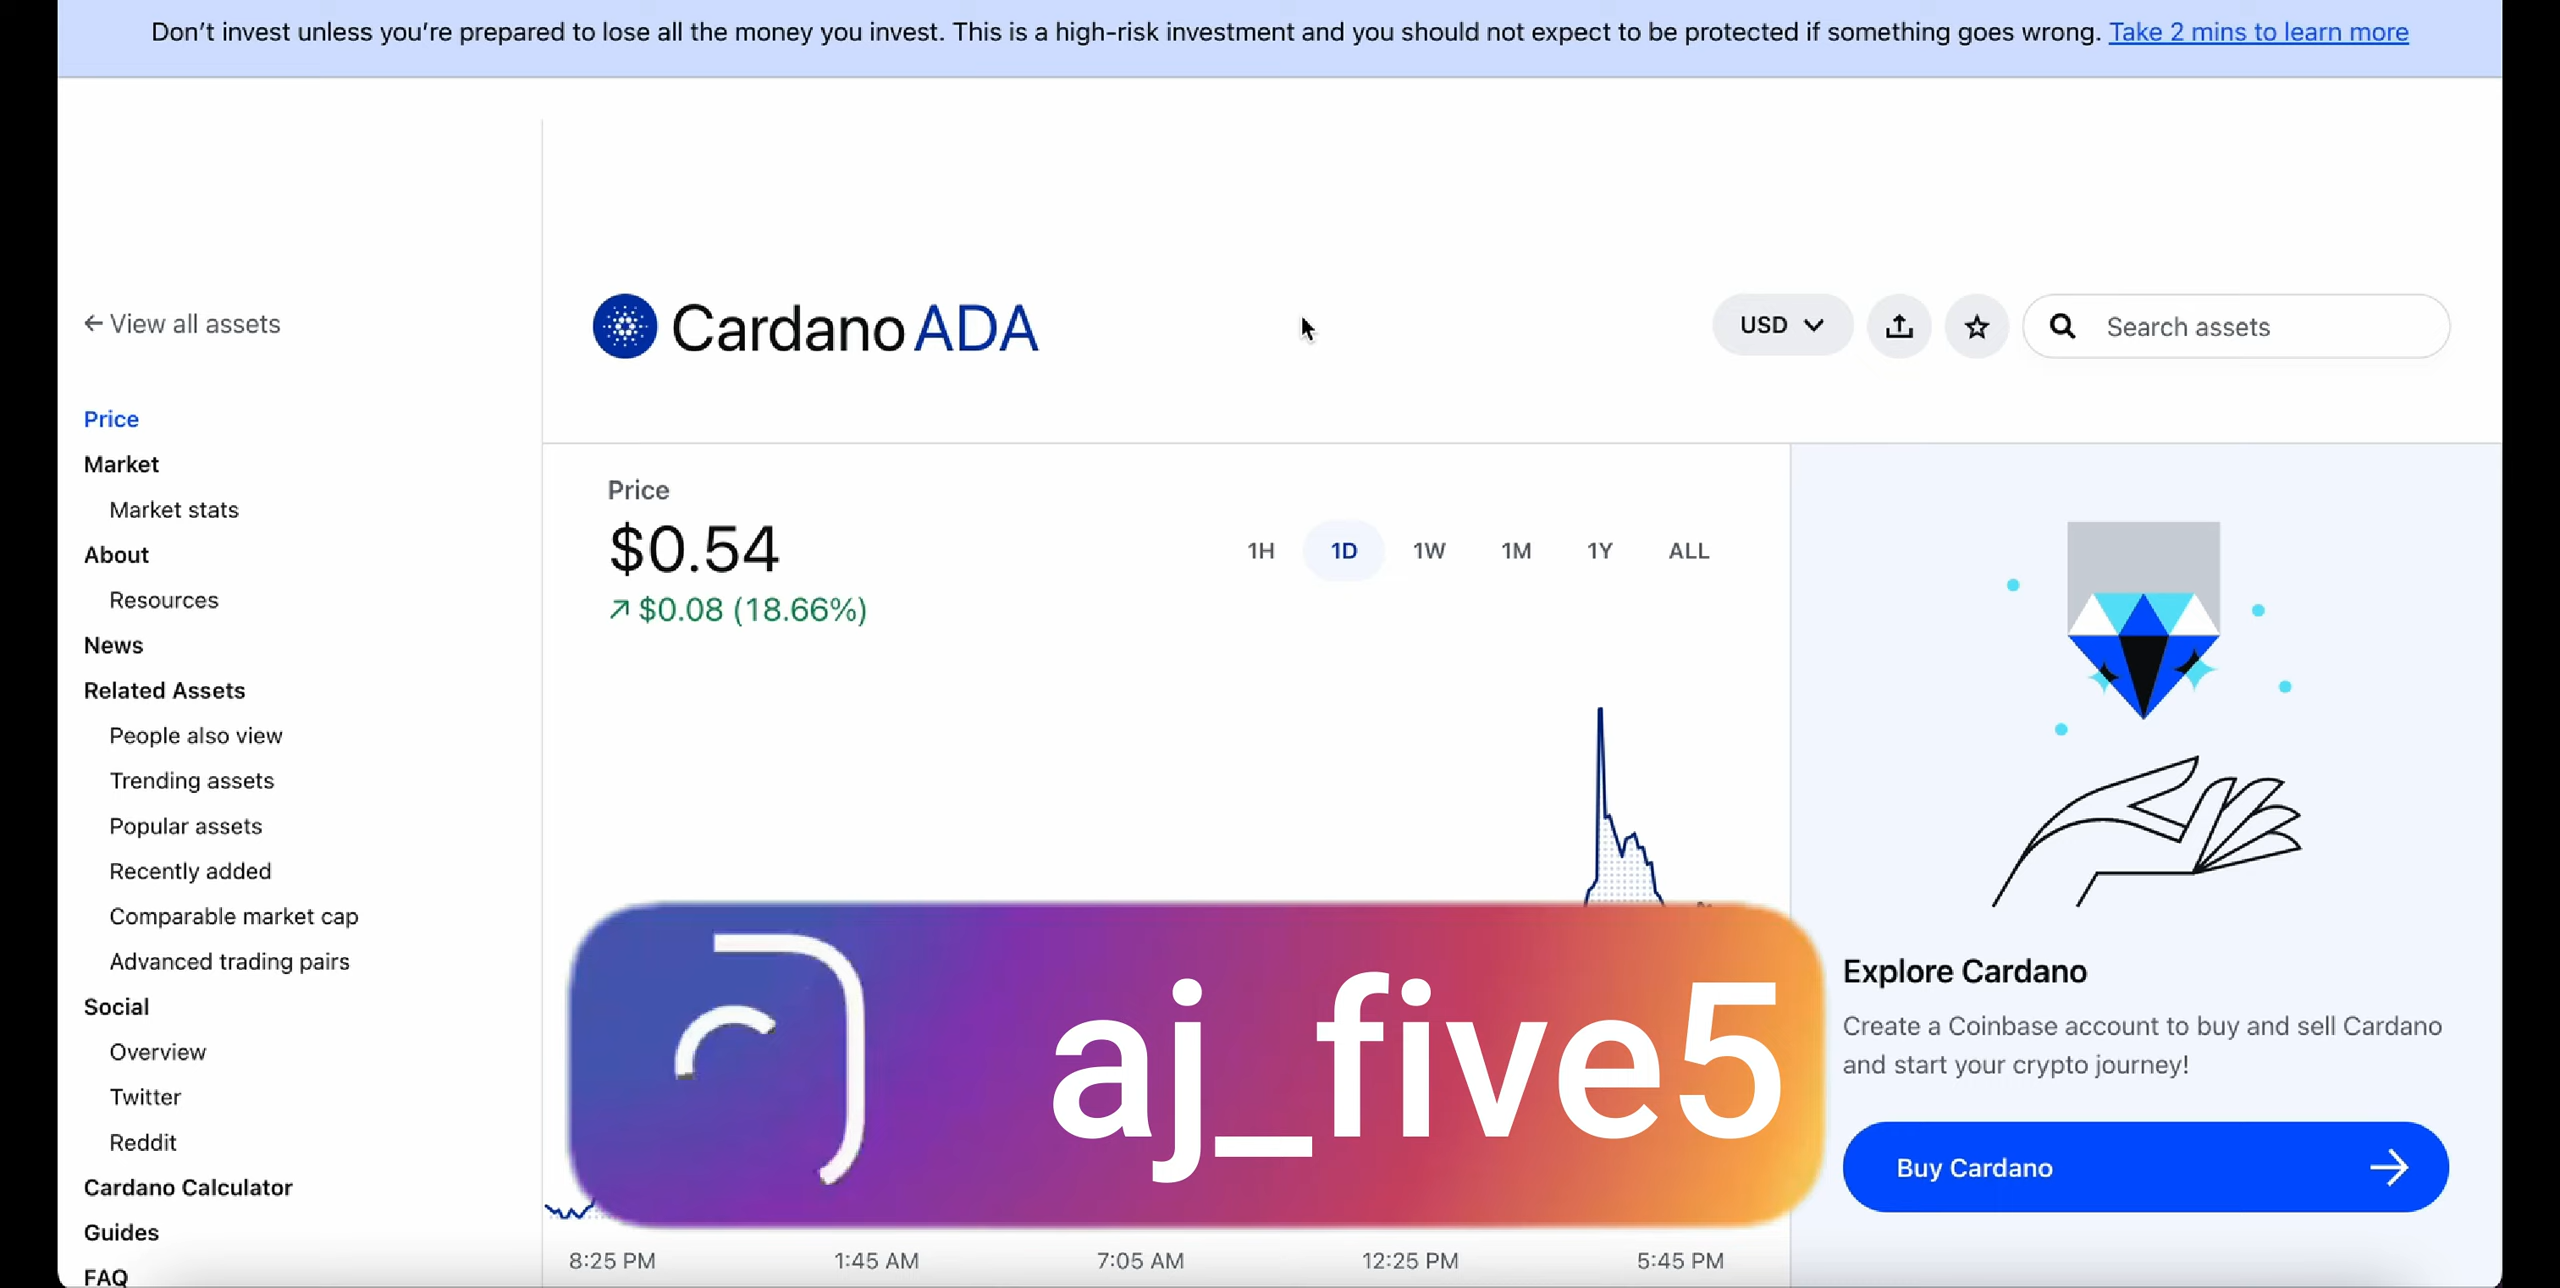 Don’t invest unless you’re prepared to lose all the money you invest. This is a high-risk investment and you should not expect to be protected if something goes wrong. Take 2 mins to learn more
← View all assets
Cardano ADA
USD
Search assets
Price
Market
Market stats
About
Resources
News
Related Assets
People also view
Trending assets
Popular assets
Recently added
Comparable market cap
Advanced trading pairs
Social
Overview
Twitter
Reddit
Cardano Calculator
Guides
FAQ
Price
$0.54
↗ $0.08 (18.66%)
1H 1D 1W 1M 1Y ALL
aj_five5
8:25 PM 1:45 AM 7:05 AM 12:25 PM 5:45 PM
Explore Cardano
Create a Coinbase account to buy and sell Cardano
and start your crypto journey!
Buy Cardano